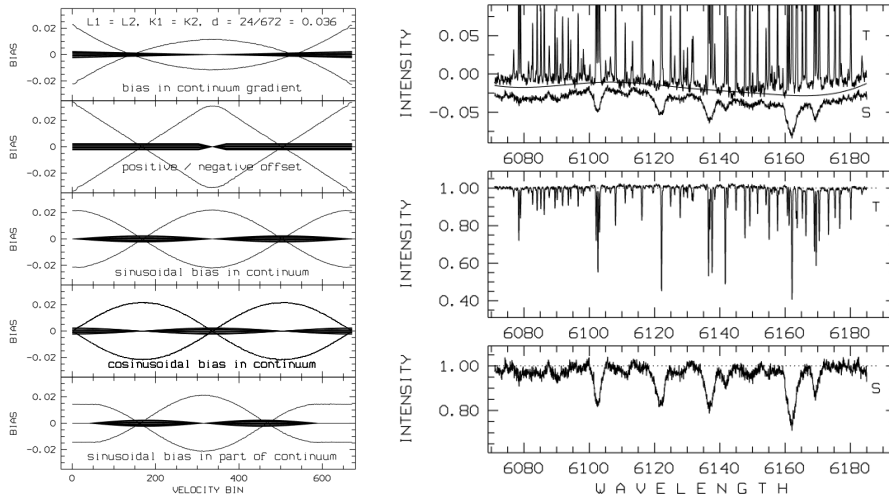 L1 = L2, K1 = K2, d = 24/672 = 0.036
BIAS
0.02
0
-0.02
bias in continuum gradient
BIAS
0.02
0
-0.02
positive / negative offset
BIAS
0.02
0
-0.02
sinusoidal bias in continuum
BIAS
0.02
0
-0.02
cosinusoidal bias in continuum
BIAS
0.02
0
-0.02
sinusoidal bias in part of continuum
0 200 400 600
VELOCITY BIN
INTENSITY
0.05
0.00
-0.05
T
S
6080 6100 6120 6140 6160 6180
INTENSITY
1.00
0.80
0.60
0.40
T
6080 6100 6120 6140 6160 6180
INTENSITY
1.00
0.80
S
6080 6100 6120 6140 6160 6180
WAVELENGTH